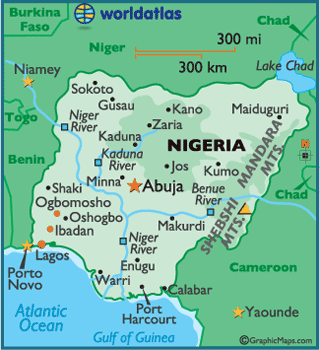 Burkina
Faso
worldatlas
Chad
Niger
300 mi
300 km
Niamey
Lake Chad
Sokoto
Gusau
Kano
Maiduguri
Zaria
Togo
Niger
River
Kaduna
NIGERIA
Kaduna
River
Benin
Jos
Kumo
MANDARA
MTS.
N
Minna
Abuja
Shaki
Benue
River
Chad
Ogbomosho
Oshogbo
SHEBSHI
MTS.
Ibadan
Niger
River
Makurdi
Lagos
Porto
Novo
Enugu
Cameroon
Warri
Calabar
Port
Harcourt
Yaounde
Atlantic
Ocean
Gulf of Guinea
©GraphicMaps.com